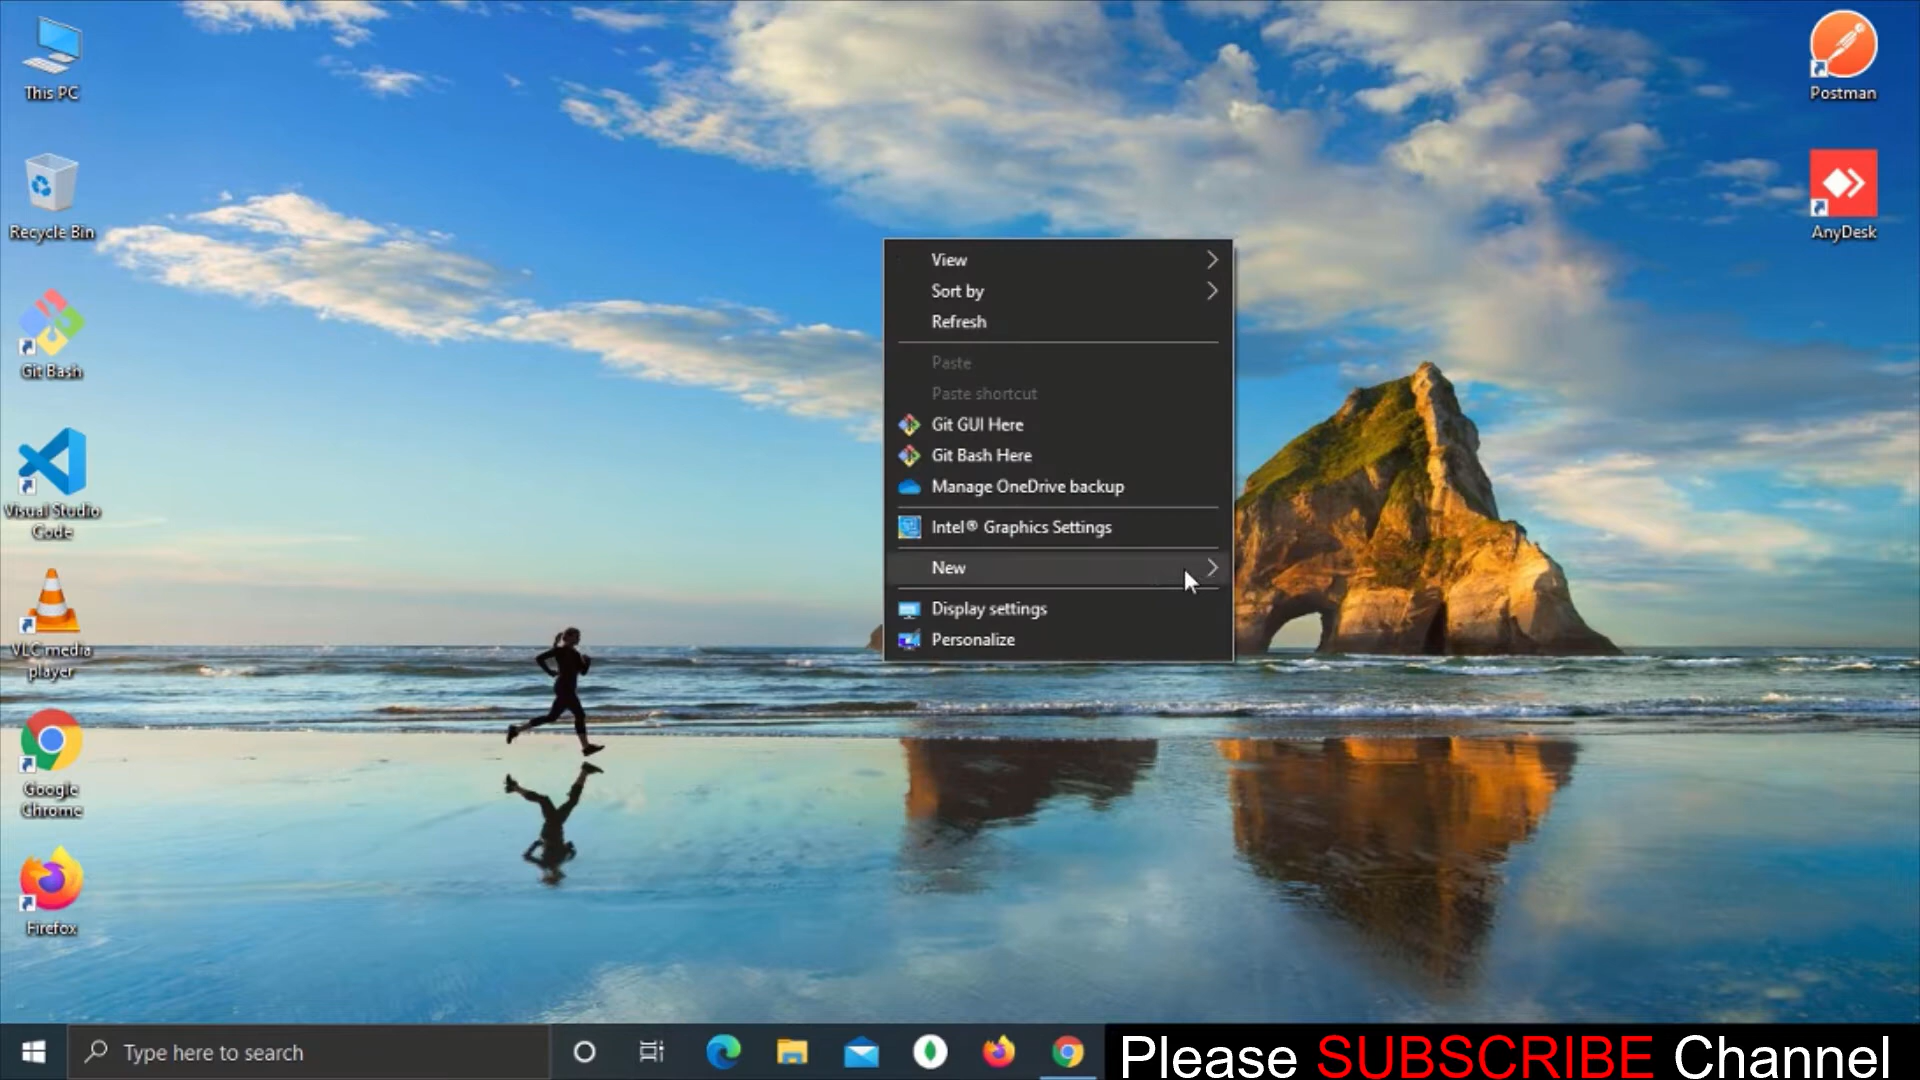 This PC
Recycle Bin
Git Bash
Visual Studio
Code
VLC media
player
Google
Chrome
Firefox
Postman
AnyDesk
View
Sort by
Refresh
Paste
Paste shortcut
Git GUI Here
Git Bash Here
Manage OneDrive backup
Intel® Graphics Settings
New
Display settings
Personalize
Type here to search
Please SUBSCRIBE Channel